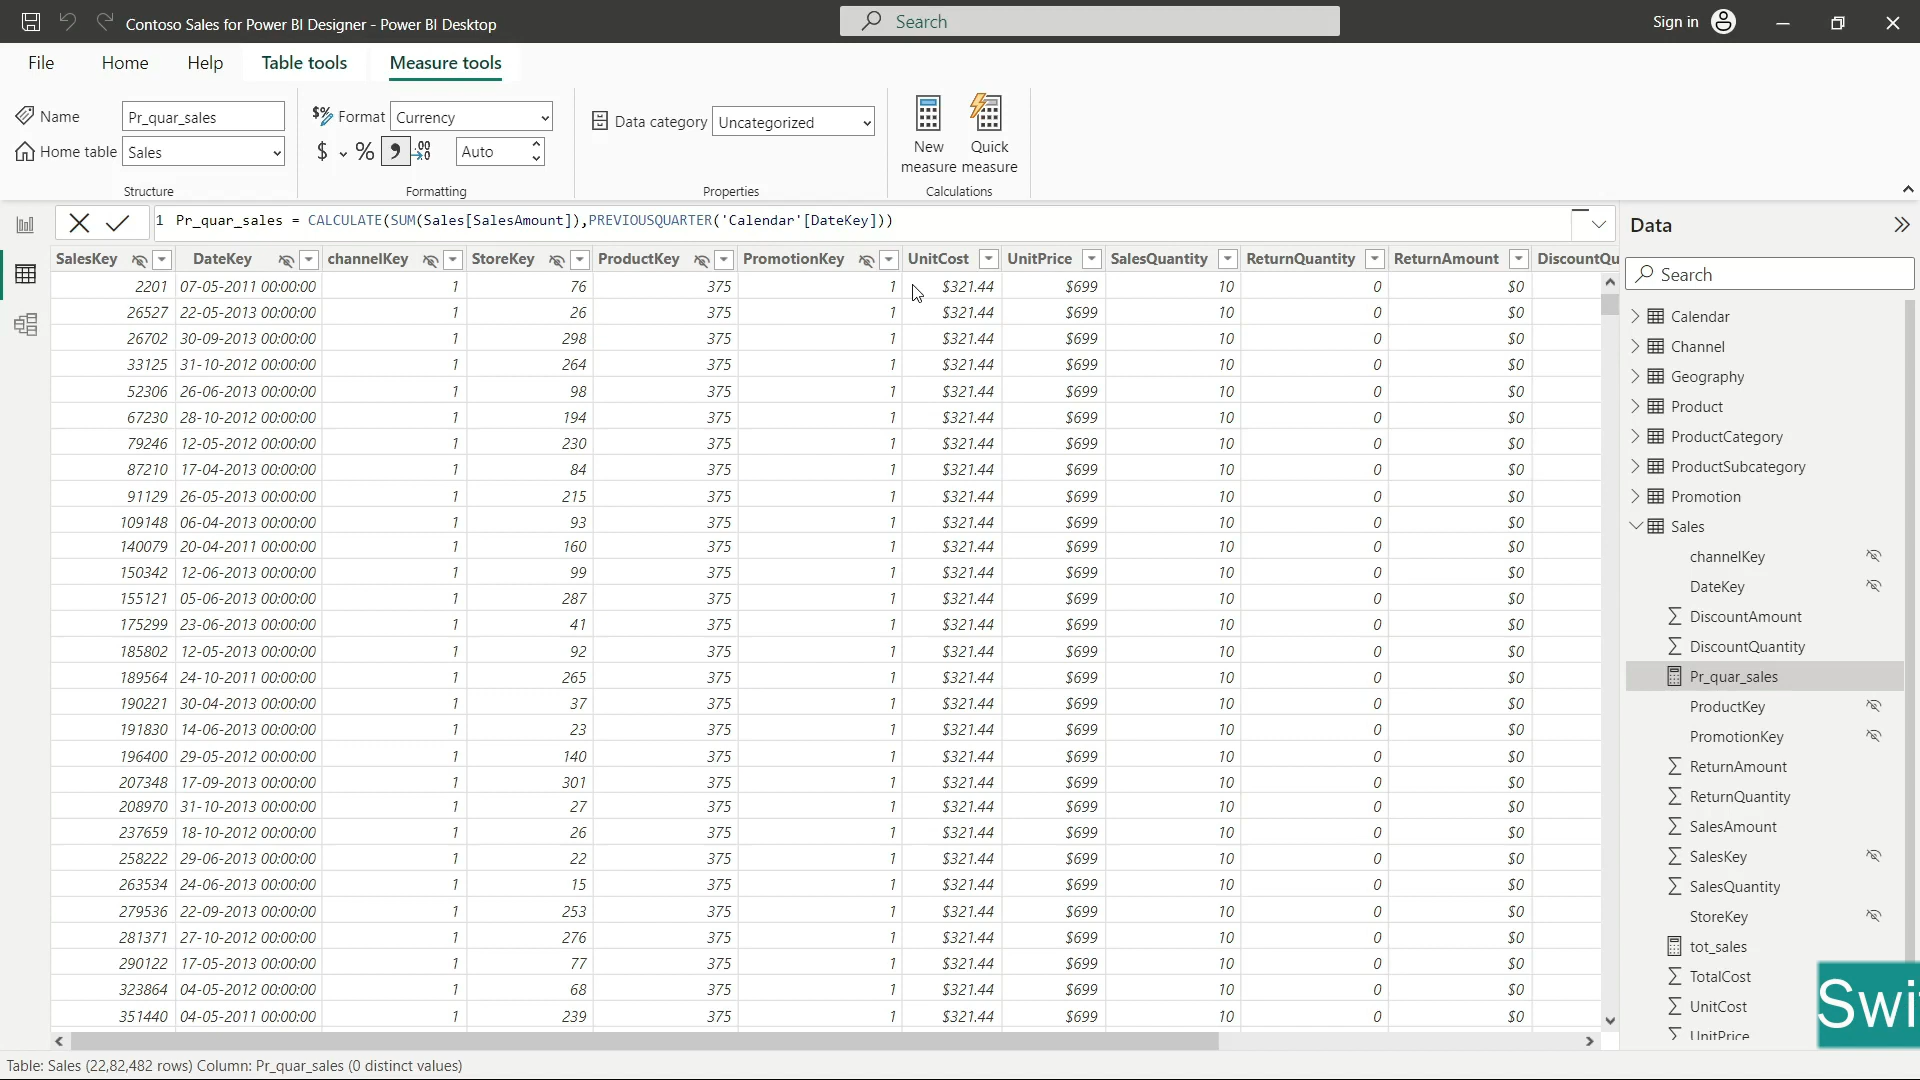 Contoso Sales for Power BI Designer - Power BI Desktop
Search
Sign in
File Home Help Table tools Measure tools
Name Pr_quar_sales
Home table Sales
Structure
Format Currency
$ % , .00 Auto
Formatting
Data category Uncategorized
Properties
New measure
Quick measure
Calculations
1 Pr_quar_sales = CALCULATE(SUM(Sales[SalesAmount]),PREVIOUSQUARTER('Calendar'[DateKey]))
SalesKey DateKey channelKey StoreKey ProductKey PromotionKey UnitCost UnitPrice SalesQuantity ReturnQuantity ReturnAmount DiscountQu
2201 07-05-2011 00:00:00 1 76 375 1 $321.44 $699 10 0 $0
26527 22-05-2013 00:00:00 1 26 375 1 $321.44 $699 10 0 $0
26702 30-09-2013 00:00:00 1 298 375 1 $321.44 $699 10 0 $0
33125 31-10-2012 00:00:00 1 264 375 1 $321.44 $699 10 0 $0
52306 26-06-2013 00:00:00 1 98 375 1 $321.44 $699 10 0 $0
67230 28-10-2012 00:00:00 1 194 375 1 $321.44 $699 10 0 $0
79246 12-05-2012 00:00:00 1 230 375 1 $321.44 $699 10 0 $0
87210 17-04-2013 00:00:00 1 84 375 1 $321.44 $699 10 0 $0
91129 26-05-2013 00:00:00 1 215 375 1 $321.44 $699 10 0 $0
109148 06-04-2013 00:00:00 1 93 375 1 $321.44 $699 10 0 $0
140079 20-04-2011 00:00:00 1 160 375 1 $321.44 $699 10 0 $0
150342 12-06-2013 00:00:00 1 99 375 1 $321.44 $699 10 0 $0
155121 05-06-2013 00:00:00 1 287 375 1 $321.44 $699 10 0 $0
175299 23-06-2013 00:00:00 1 41 375 1 $321.44 $699 10 0 $0
185802 12-05-2013 00:00:00 1 92 375 1 $321.44 $699 10 0 $0
189564 24-10-2011 00:00:00 1 265 375 1 $321.44 $699 10 0 $0
190221 30-04-2013 00:00:00 1 37 375 1 $321.44 $699 10 0 $0
191830 14-06-2013 00:00:00 1 23 375 1 $321.44 $699 10 0 $0
196400 29-05-2012 00:00:00 1 140 375 1 $321.44 $699 10 0 $0
207348 17-09-2013 00:00:00 1 301 375 1 $321.44 $699 10 0 $0
208970 31-10-2013 00:00:00 1 27 375 1 $321.44 $699 10 0 $0
237659 18-10-2012 00:00:00 1 26 375 1 $321.44 $699 10 0 $0
258222 29-06-2013 00:00:00 1 22 375 1 $321.44 $699 10 0 $0
263534 24-06-2013 00:00:00 1 15 375 1 $321.44 $699 10 0 $0
279536 22-09-2013 00:00:00 1 253 375 1 $321.44 $699 10 0 $0
281371 27-10-2012 00:00:00 1 276 375 1 $321.44 $699 10 0 $0
290122 17-05-2013 00:00:00 1 77 375 1 $321.44 $699 10 0 $0
323864 04-05-2012 00:00:00 1 68 375 1 $321.44 $699 10 0 $0
351440 04-05-2011 00:00:00 1 239 375 1 $321.44 $699 10 0 $0
Data
Search
Calendar
Channel
Geography
Product
ProductCategory
ProductSubcategory
Promotion
Sales
channelKey
DateKey
DiscountAmount
DiscountQuantity
Pr_quar_sales
ProductKey
PromotionKey
ReturnAmount
ReturnQuantity
SalesAmount
SalesKey
SalesQuantity
StoreKey
tot_sales
TotalCost
UnitCost
UnitPrice
Swi
Table: Sales (22,82,482 rows) Column: Pr_quar_sales (0 distinct values)